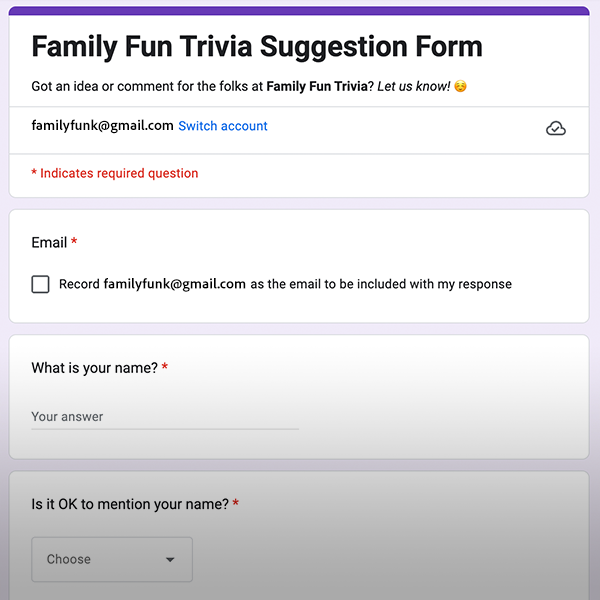 Family Fun Trivia Suggestion Form
Got an idea or comment for the folks at Family Fun Trivia? Let us know! ☺️
familyfunk@gmail.com Switch account
* Indicates required question
Email *
Record familyfunk@gmail.com as the email to be included with my response
What is your name? *
Your answer
Is it OK to mention your name? *
Choose